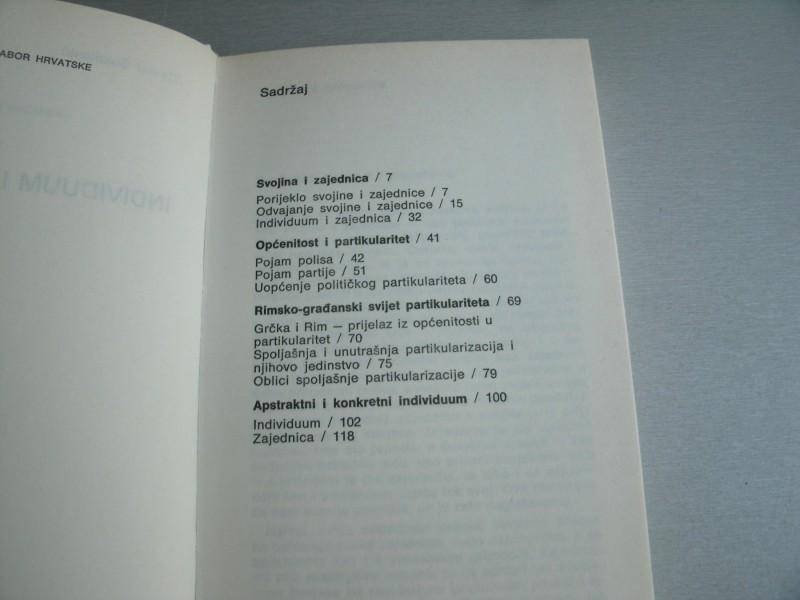 ABOR HRVATSKE
Sadržaj
Svojina i zajednica / 7
Porijeklo svojine i zajednice / 7
Odvajanje svojine i zajednice / 15
Individuum i zajednica / 32
Općenitost i partikularitet / 41
Pojam polisa / 42
Pojam partije / 51
Uopćenje političkog partikulariteta / 60
Rimsko-građanski svijet partikulariteta / 69
Grčka i Rim — prijelaz iz općenitosti u
partikularitet / 70
Spoljašnja i unutrašnja partikularizacija i
njihovo jedinstvo / 75
Oblici spoljašnje partikularizacije / 79
Apstraktni i konkretni individuum / 100
Individuum / 102
Zajednica / 118
INDIVIDUUM I